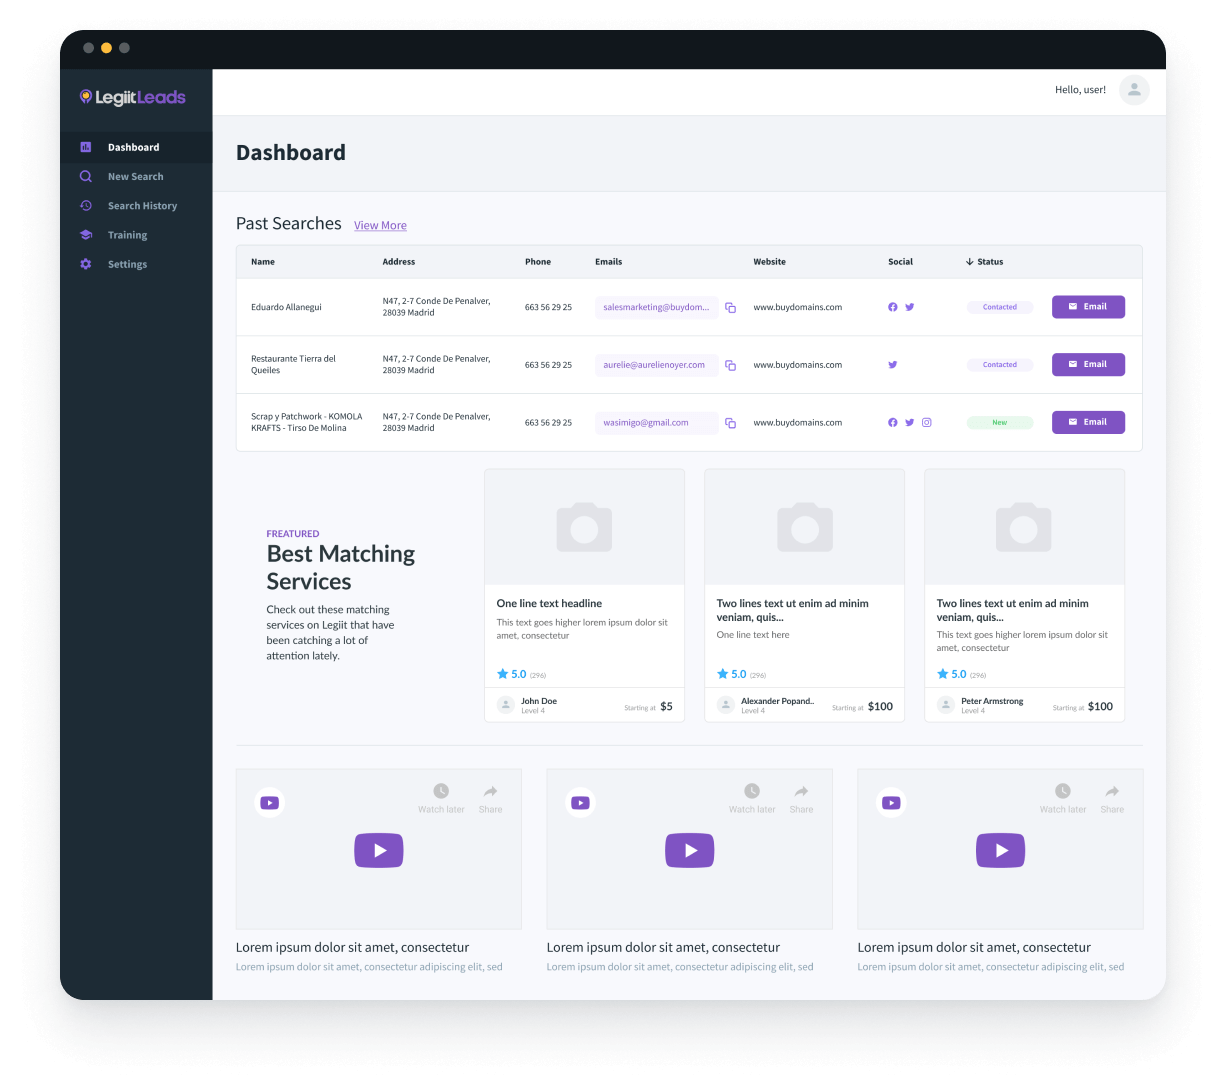 LegiitLeads
Hello, user!
Dashboard
New Search
Search History
Training
Settings
Dashboard
Past Searches View More
Name Address Phone Emails Website Social Status
Eduardo Allanegui N47, 2-7 Conde De Penalver, 28039 Madrid 663 56 29 25 salesmarketing@buydom... www.buydomains.com Contacted Email
Restaurante Tierra del Queiles N47, 2-7 Conde De Penalver, 28039 Madrid 663 56 29 25 aurelie@aurelienoyer.com www.buydomains.com Contacted Email
Scrap y Patchwork - KOMOLA KRAFTS - Tirso De Molina N47, 2-7 Conde De Penalver, 28039 Madrid 663 56 29 25 wasimigo@gmail.com www.buydomains.com New Email
FREATURED
Best Matching
Services
Check out these matching
services on Legiit that have
been catching a lot of
attention lately.
One line text headline
This text goes higher lorem ipsum dolor sit
amet, consectetur
5.0 (296)
John Doe
Level 4
Starting at $5
Two lines text ut enim ad minim
veniam, quis...
One line text here
5.0 (296)
Alexander Popand..
Level 4
Starting at $100
Two lines text ut enim ad minim
veniam, quis...
This text goes higher lorem ipsum dolor sit
amet, consectetur
5.0 (296)
Peter Armstrong
Level 4
Starting at $100
Watch later Share
Lorem ipsum dolor sit amet, consectetur
Lorem ipsum dolor sit amet, consectetur adipiscing elit, sed
Watch later Share
Lorem ipsum dolor sit amet, consectetur
Lorem ipsum dolor sit amet, consectetur adipiscing elit, sed
Watch later Share
Lorem ipsum dolor sit amet, consectetur
Lorem ipsum dolor sit amet, consectetur adipiscing elit, sed